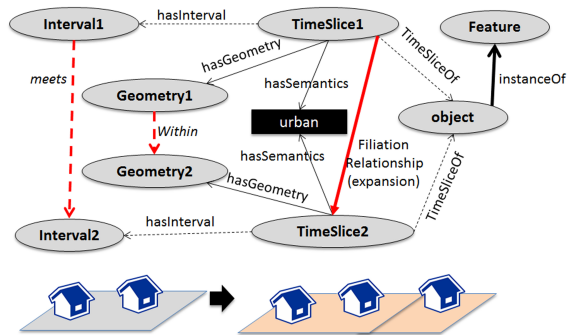 Interval1
hasInterval
TimeSlice1
Feature
TimeSliceOf
hasGeometry
meets
hasSemantics
instanceOf
Geometry1
urban
object
Within
hasSemantics
Filiation
Relationship
(expansion)
Geometry2
hasGeometry
TimeSliceOf
hasInterval
Interval2
TimeSlice2